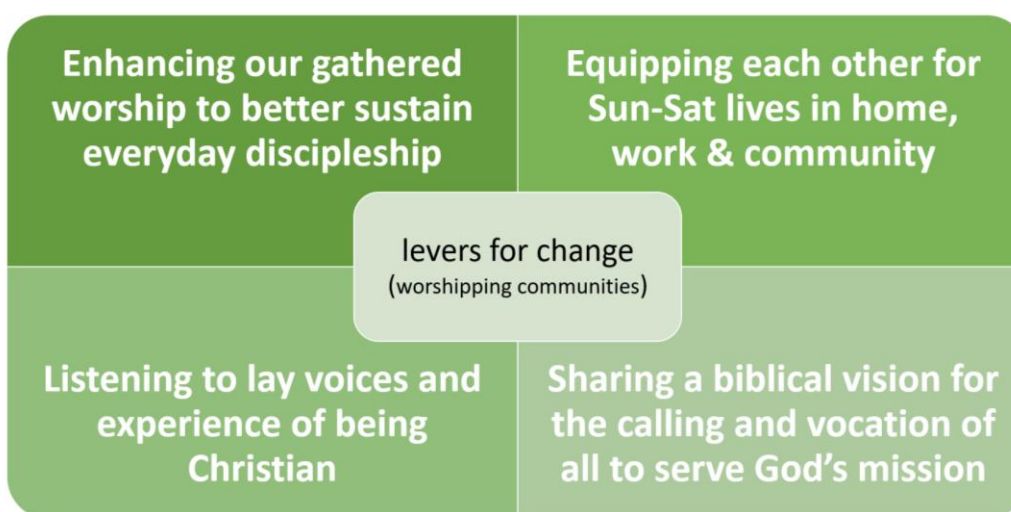 Enhancing our gathered
worship to better sustain
everyday discipleship
Equipping each other for
Sun-Sat lives in home,
work & community
levers for change
(worshipping communities)
Listening to lay voices and
experience of being
Christian
Sharing a biblical vision for
the calling and vocation of
all to serve God’s mission